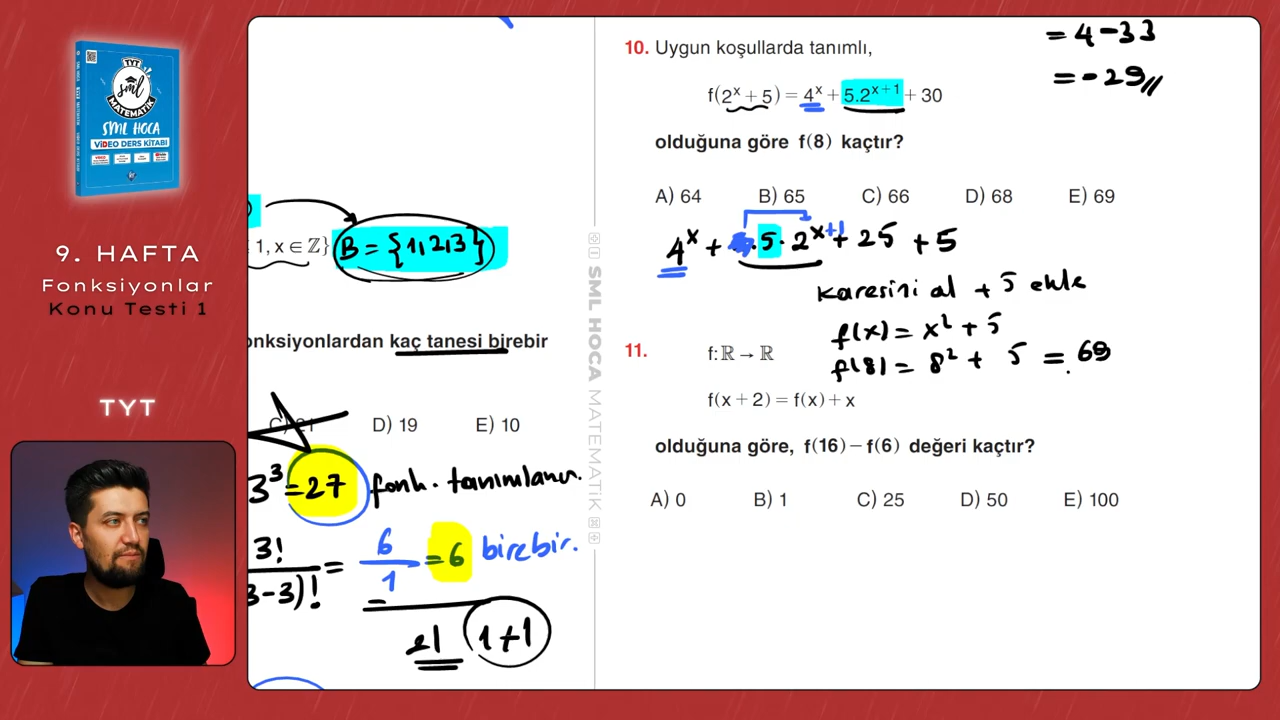 TYT
sml
MATEMATİK
SML HOCA
VİDEO DERS KİTABI
9. HAFTA
Fonksiyonlar
Konu Testi 1
TYT
1, x ∈ ℤ}
B = {1,2,3}
onksiyonlardan kaç tanesi birebir
C) 21 D) 19 E) 10
3³ = 27 fonk. tanımlanır.
3!
(3-3)! = 6/1 = 6 birebir.
21 1+1
SML HOCA MATEMATİK
= 4 - 33
= -29
10. Uygun koşullarda tanımlı,
f(2ˣ + 5) = 4ˣ + 5.2ˣ⁺¹ + 30
olduğuna göre f(8) kaçtır?
A) 64 B) 65 C) 66 D) 68 E) 69
4ˣ + . 5 . 2ˣ⁺¹ + 25 + 5
karesini al + 5 ekle
f(x) = x² + 5
f(8) = 8² + 5 = 69
11. f: ℝ → ℝ
f(x + 2) = f(x) + x
olduğuna göre, f(16) – f(6) değeri kaçtır?
A) 0 B) 1 C) 25 D) 50 E) 100